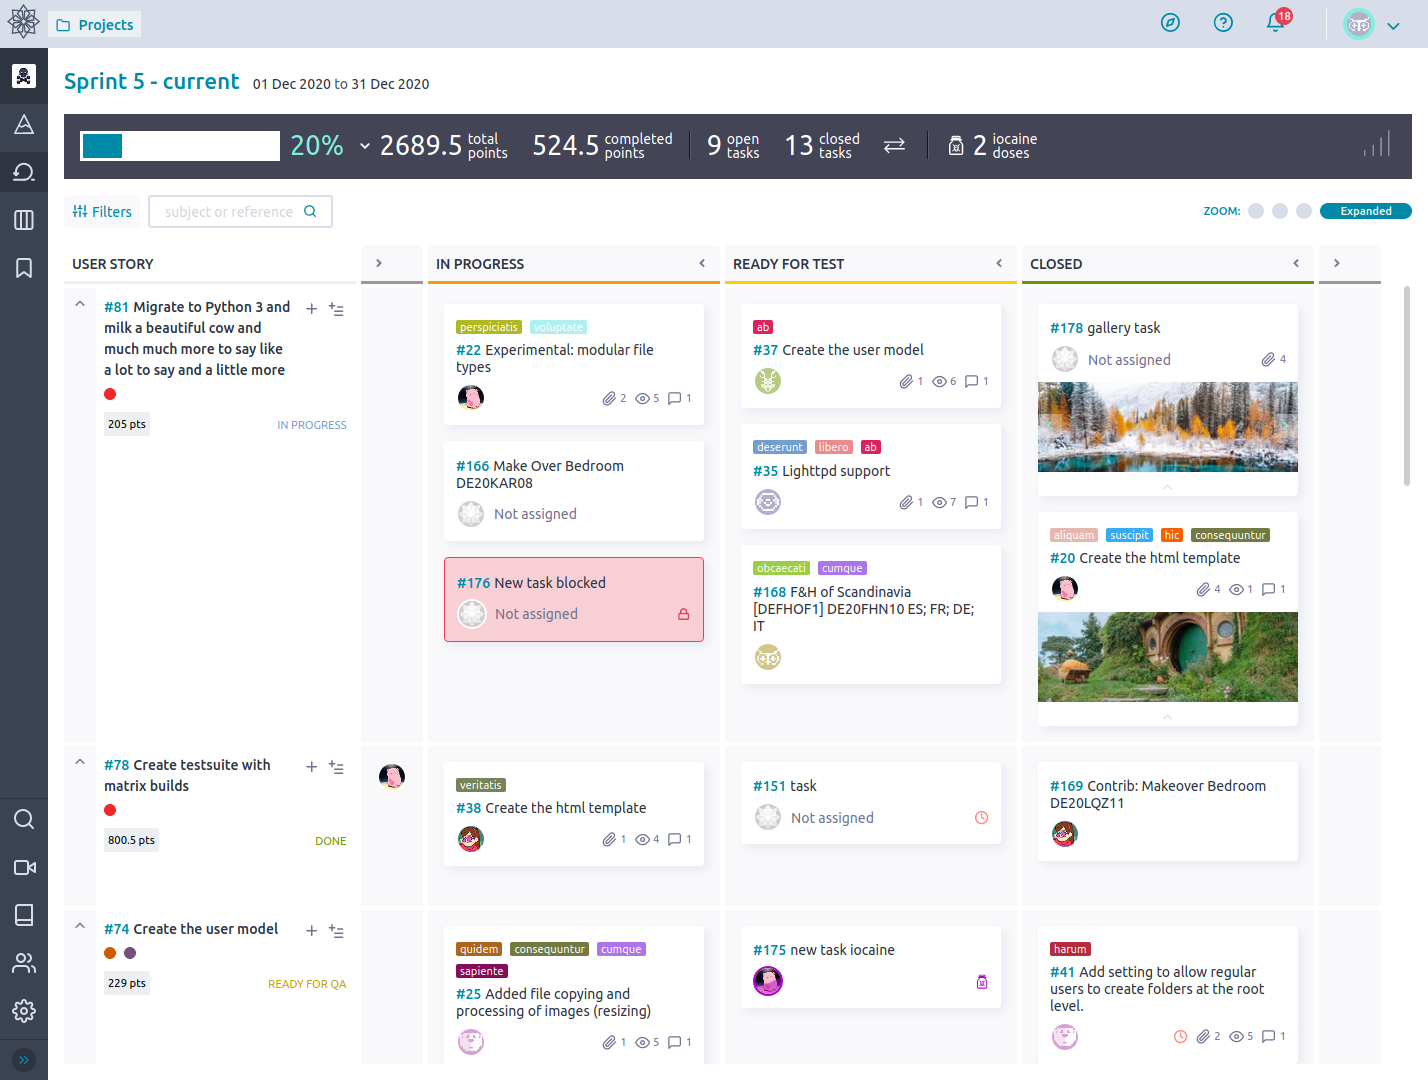 Projects
18
Sprint 5 - current 01 Dec 2020 to 31 Dec 2020
20% 2689.5 total points 524.5 completed points 9 open tasks 13 closed tasks 2 iocaine doses
Filters subject or reference ZOOM: Expanded
USER STORY IN PROGRESS READY FOR TEST CLOSED
#81 Migrate to Python 3 and
milk a beautiful cow and
much much more to say like
a lot to say and a little more
205 pts IN PROGRESS
perspiciatis voluptate
#22 Experimental: modular file
types
2 5 1
#166 Make Over Bedroom
DE20KAR08
Not assigned
#176 New task blocked
Not assigned
ab
#37 Create the user model
1 6 1
deserunt libero ab
#35 Lighttpd support
1 7 1
obcaecati cumque
#168 F&H of Scandinavia
[DEFHOF1] DE20FHN10 ES; FR; DE;
IT
#178 gallery task
Not assigned 4
aliquam suscipit hic consequuntur
#20 Create the html template
4 1 1
#78 Create testsuite with
matrix builds
800.5 pts DONE
veritatis
#38 Create the html template
1 4 1
#151 task
Not assigned
#169 Contrib: Makeover Bedroom
DE20LQZ11
#74 Create the user model
229 pts READY FOR QA
quidem consequuntur cumque
sapiente
#25 Added file copying and
processing of images (resizing)
1 5 1
#175 new task iocaine
harum
#41 Add setting to allow regular
users to create folders at the root
level.
2 5 1